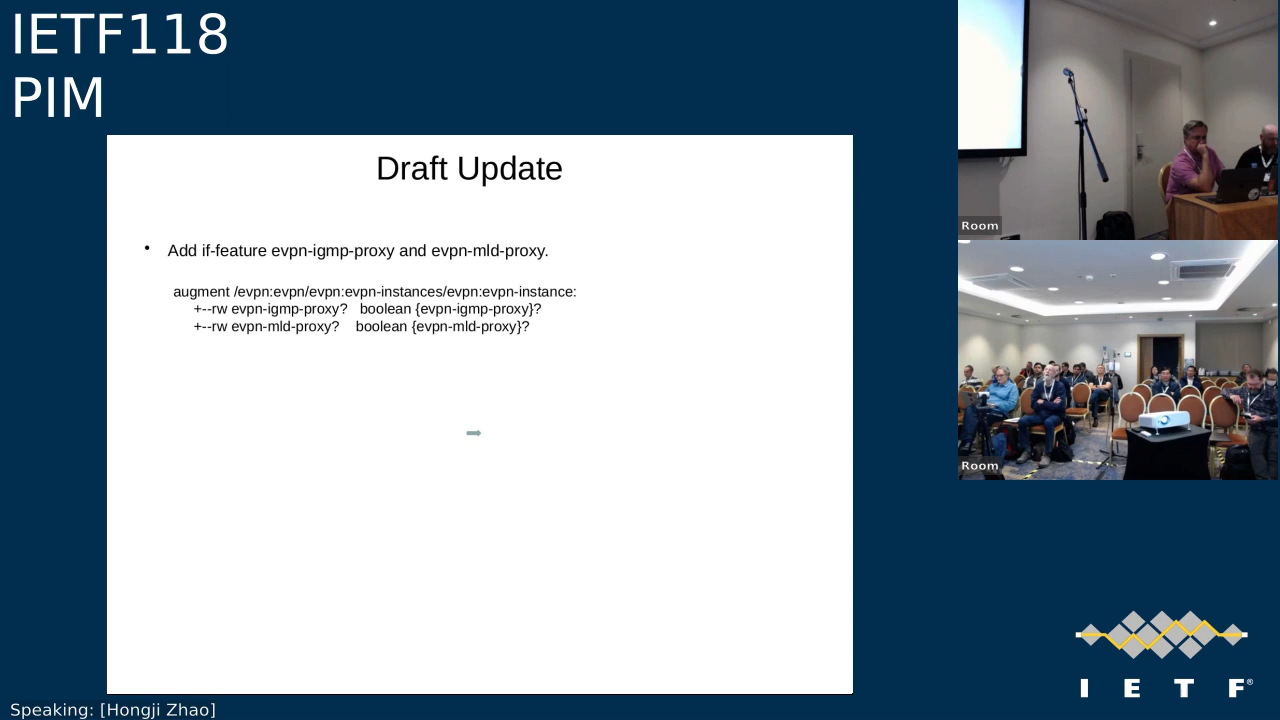 IETF118
PIM
Draft Update
• Add if-feature evpn-igmp-proxy and evpn-mld-proxy.
augment /evpn:evpn/evpn:evpn-instances/evpn:evpn-instance:
+--rw evpn-igmp-proxy? boolean {evpn-igmp-proxy}?
+--rw evpn-mld-proxy? boolean {evpn-mld-proxy}?
Room
Room
I E T F®
Speaking: [Hongji Zhao]